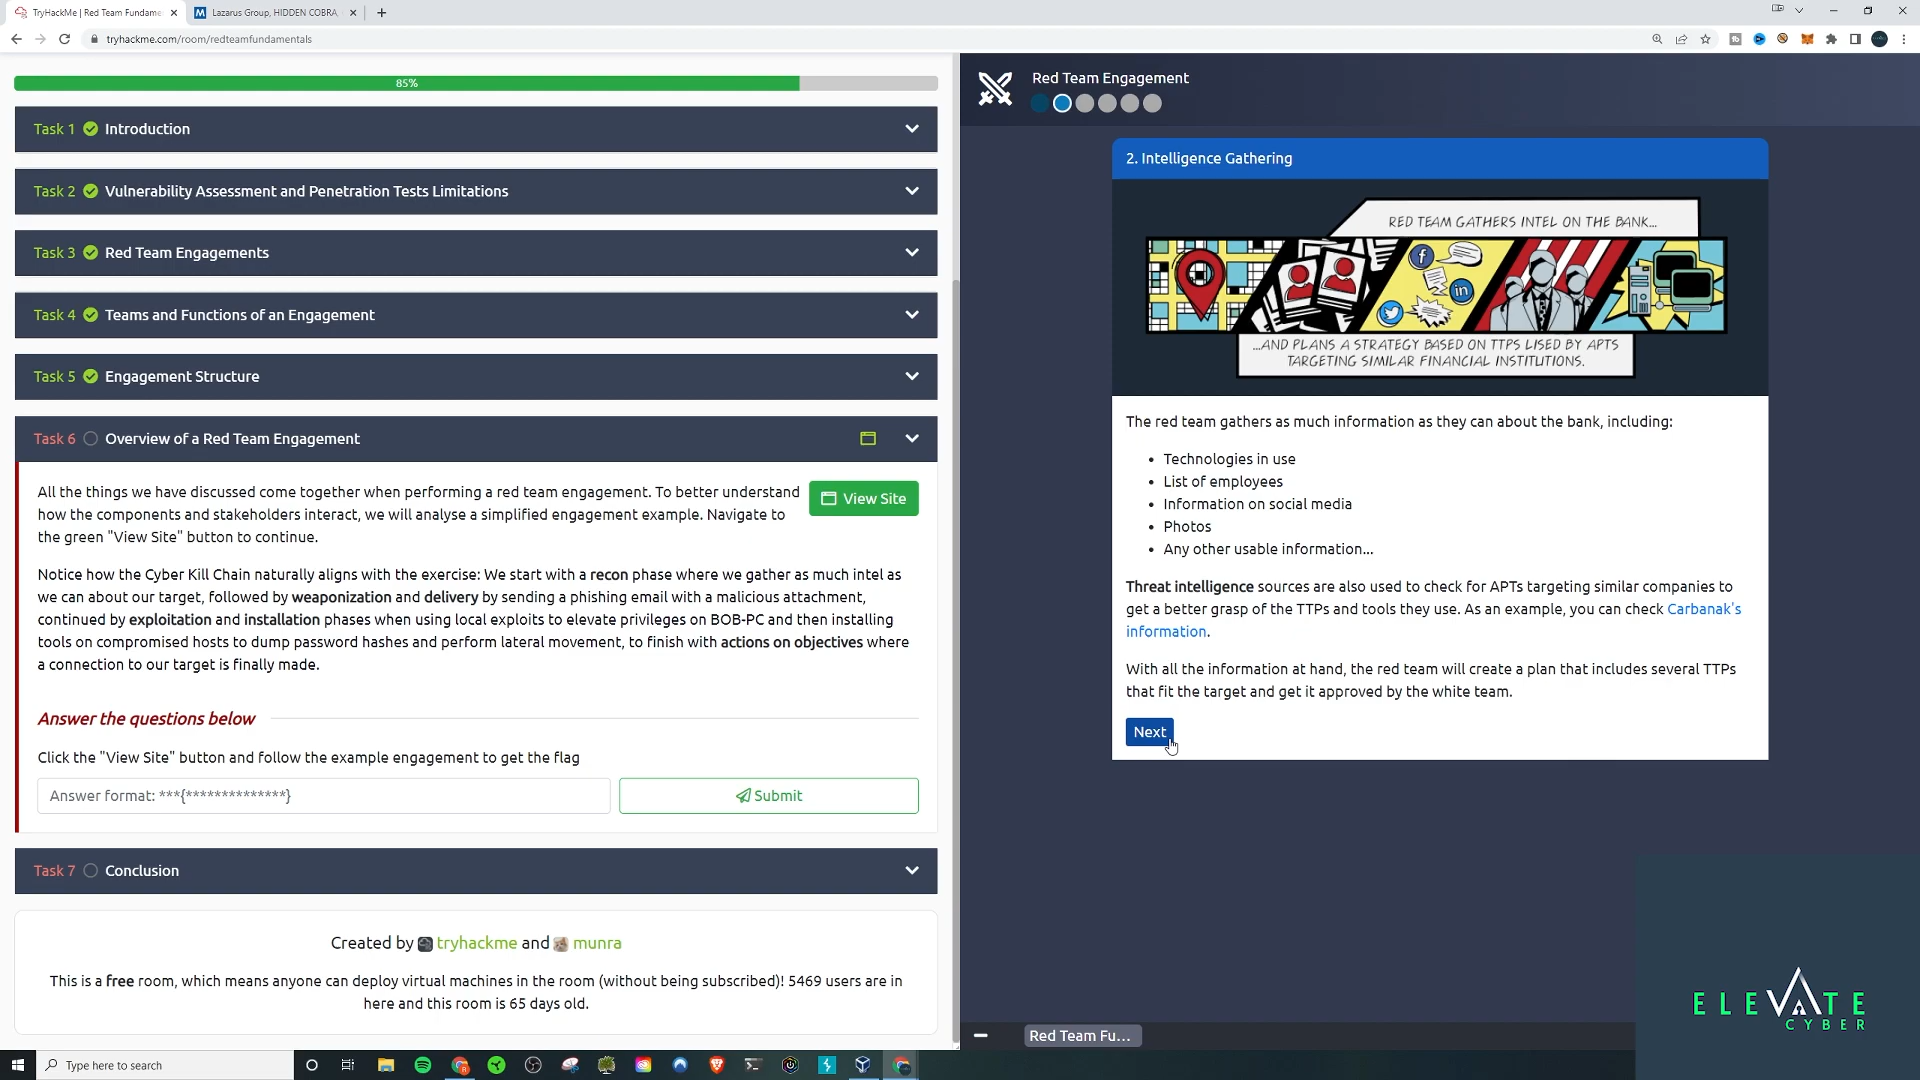 TryHackMe | Red Team Fundame
Lazarus Group, HIDDEN COBRA,
tryhackme.com/room/redteamfundamentals
85%
Task 1 Introduction
Task 2 Vulnerability Assessment and Penetration Tests Limitations
Task 3 Red Team Engagements
Task 4 Teams and Functions of an Engagement
Task 5 Engagement Structure
Task 6 Overview of a Red Team Engagement
All the things we have discussed come together when performing a red team engagement. To better understand
how the components and stakeholders interact, we will analyse a simplified engagement example. Navigate to
the green "View Site" button to continue.
View Site
Notice how the Cyber Kill Chain naturally aligns with the exercise: We start with a recon phase where we gather as much intel as
we can about our target, followed by weaponization and delivery by sending a phishing email with a malicious attachment,
continued by exploitation and installation phases when using local exploits to elevate privileges on BOB-PC and then installing
tools on compromised hosts to dump password hashes and perform lateral movement, to finish with actions on objectives where
a connection to our target is finally made.
Answer the questions below
Click the "View Site" button and follow the example engagement to get the flag
Answer format: ***{**************}
Submit
Task 7 Conclusion
Created by tryhackme and munra
This is a free room, which means anyone can deploy virtual machines in the room (without being subscribed)! 5469 users are in
here and this room is 65 days old.
Red Team Engagement
2. Intelligence Gathering
RED TEAM GATHERS INTEL ON THE BANK...
...AND PLANS A STRATEGY BASED ON TTPS USED BY APTS
TARGETING SIMILAR FINANCIAL INSTITUTIONS.
The red team gathers as much information as they can about the bank, including:
• Technologies in use
• List of employees
• Information on social media
• Photos
• Any other usable information...
Threat intelligence sources are also used to check for APTs targeting similar companies to
get a better grasp of the TTPs and tools they use. As an example, you can check Carbanak's
information.
With all the information at hand, the red team will create a plan that includes several TTPs
that fit the target and get it approved by the white team.
Next
Red Team Fu...
ELEVATE
CYBER
Type here to search